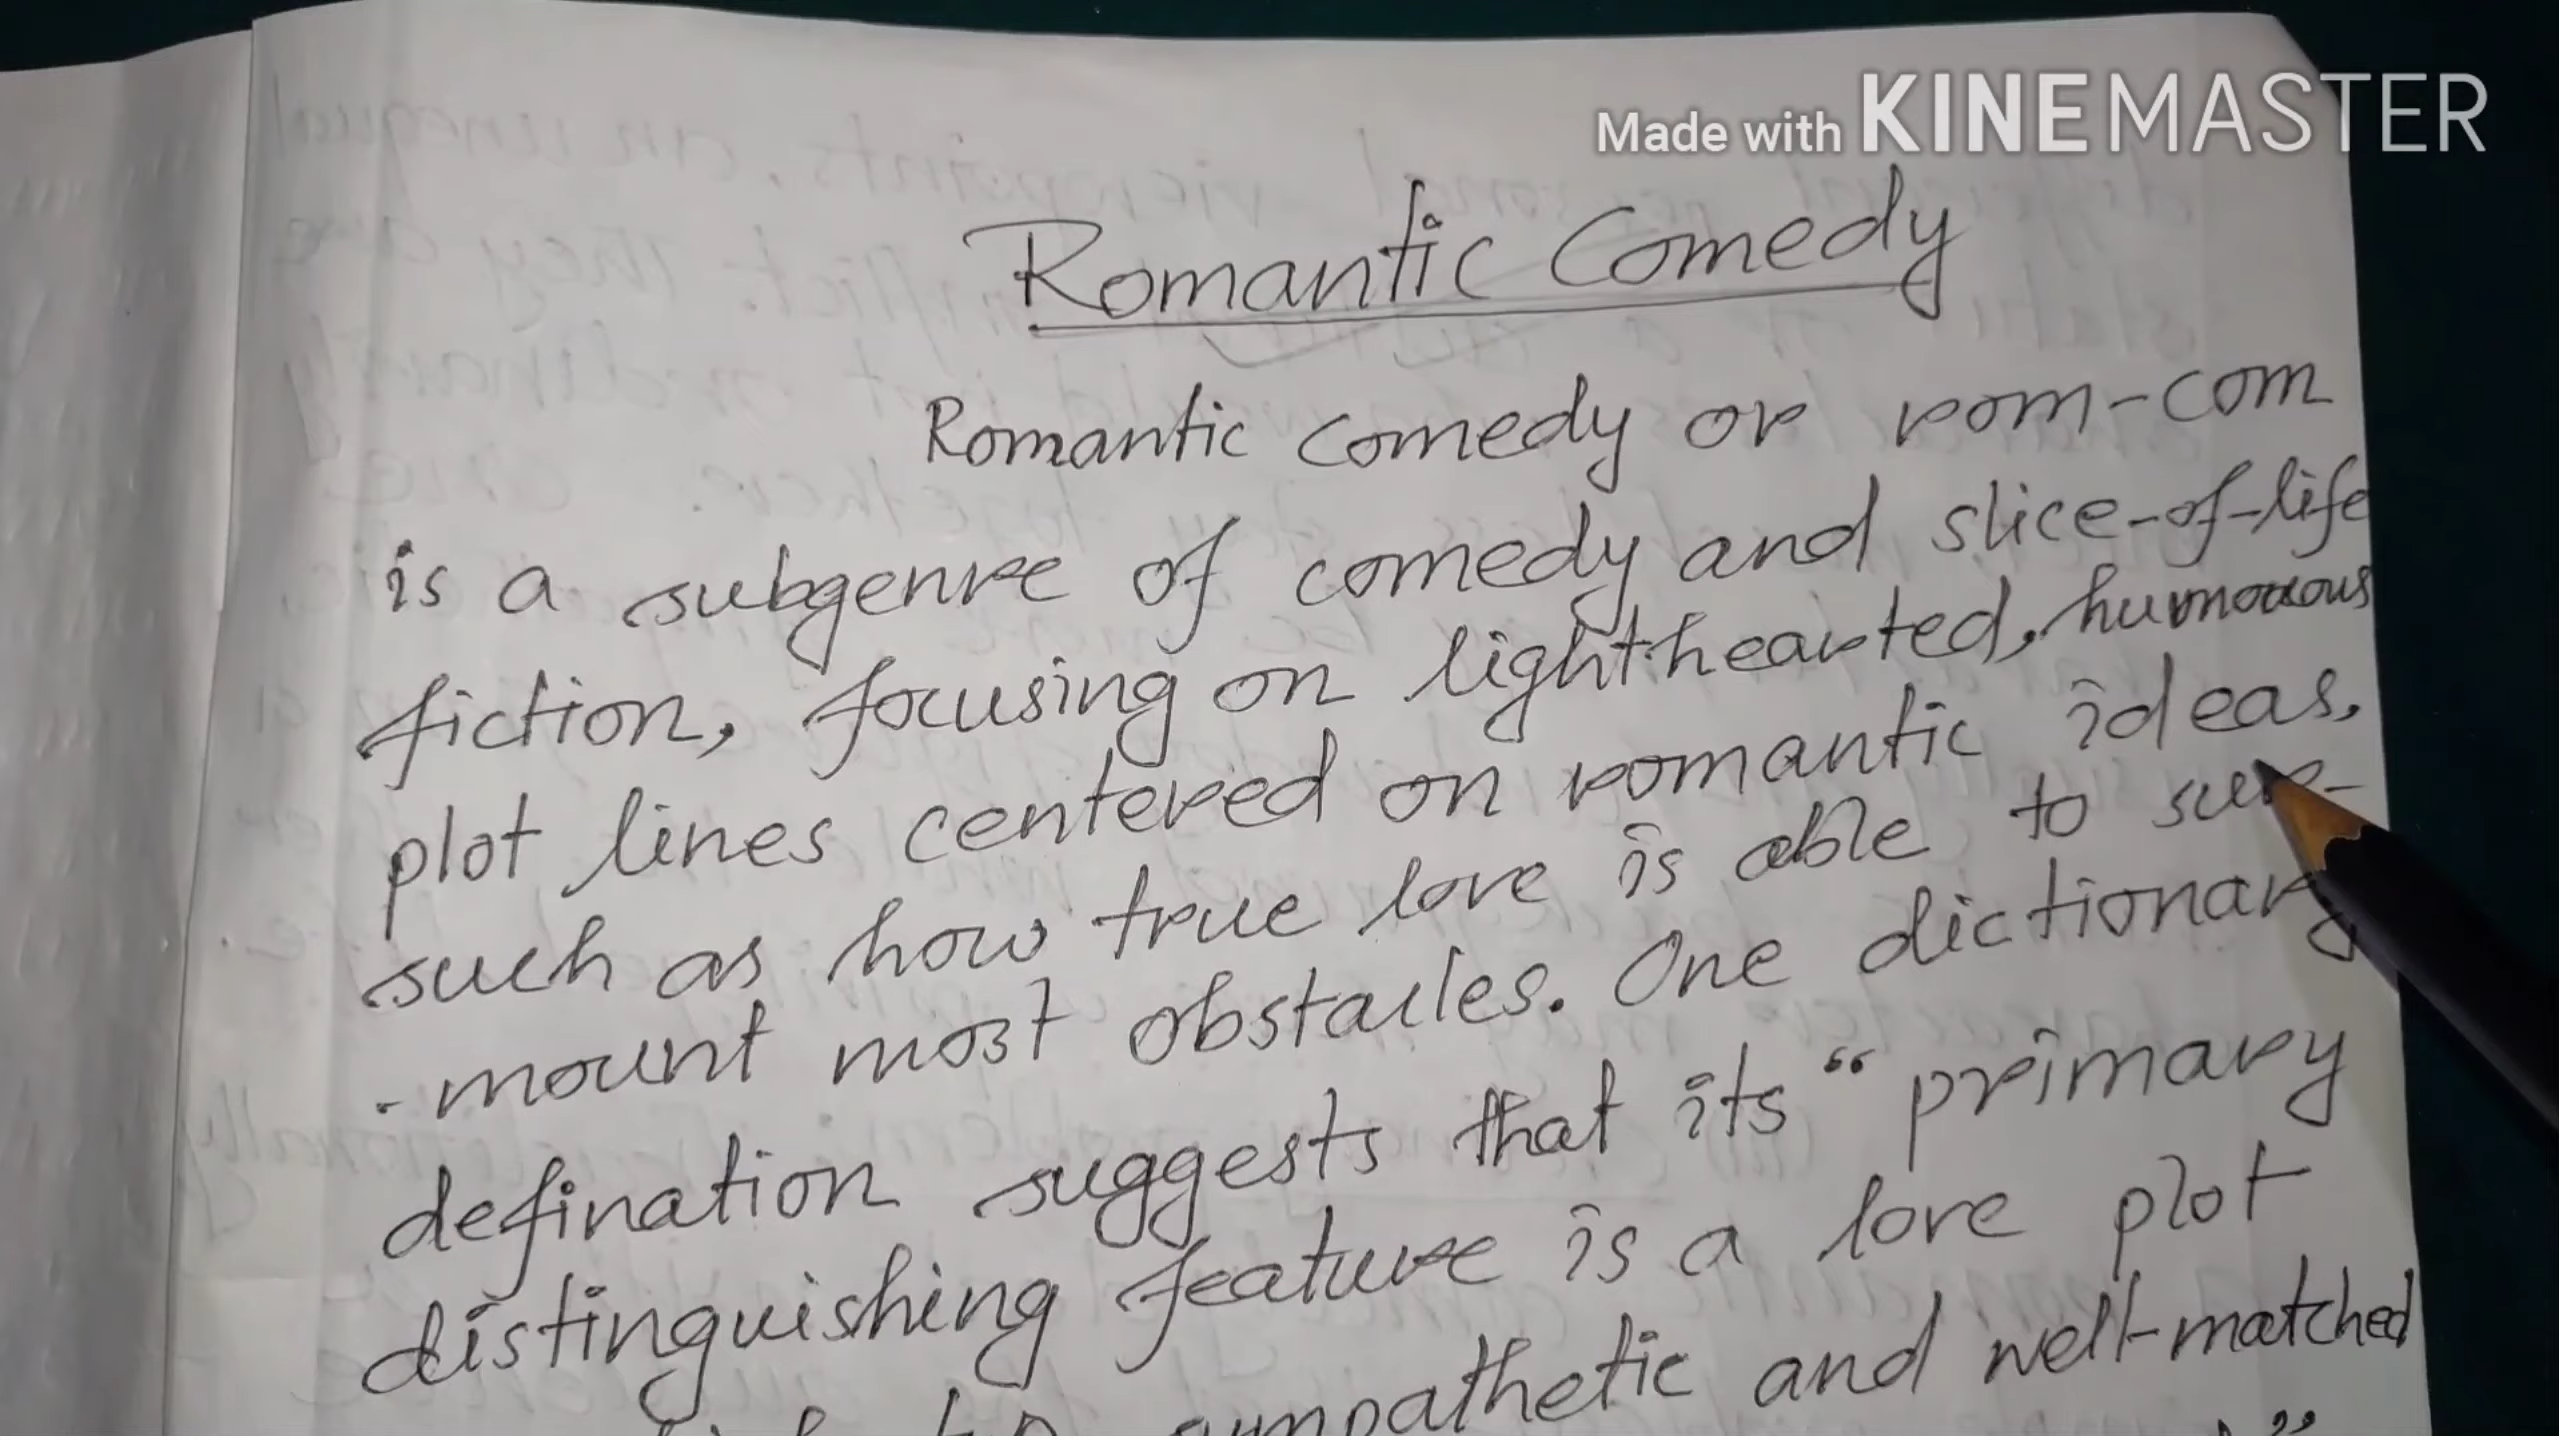 Made with KINEMASTER
Romantic Comedy
Romantic comedy or rom-com
is a subgenre of comedy and slice-of-life
fiction, focusing on lighthearted, humorous
plot lines centered on romantic ideas,
such as how true love is able to sur-
-mount most obstacles. One dictionary
defination suggests that its "primary
distinguishing feature is a love plot
sympathetic and well-matched